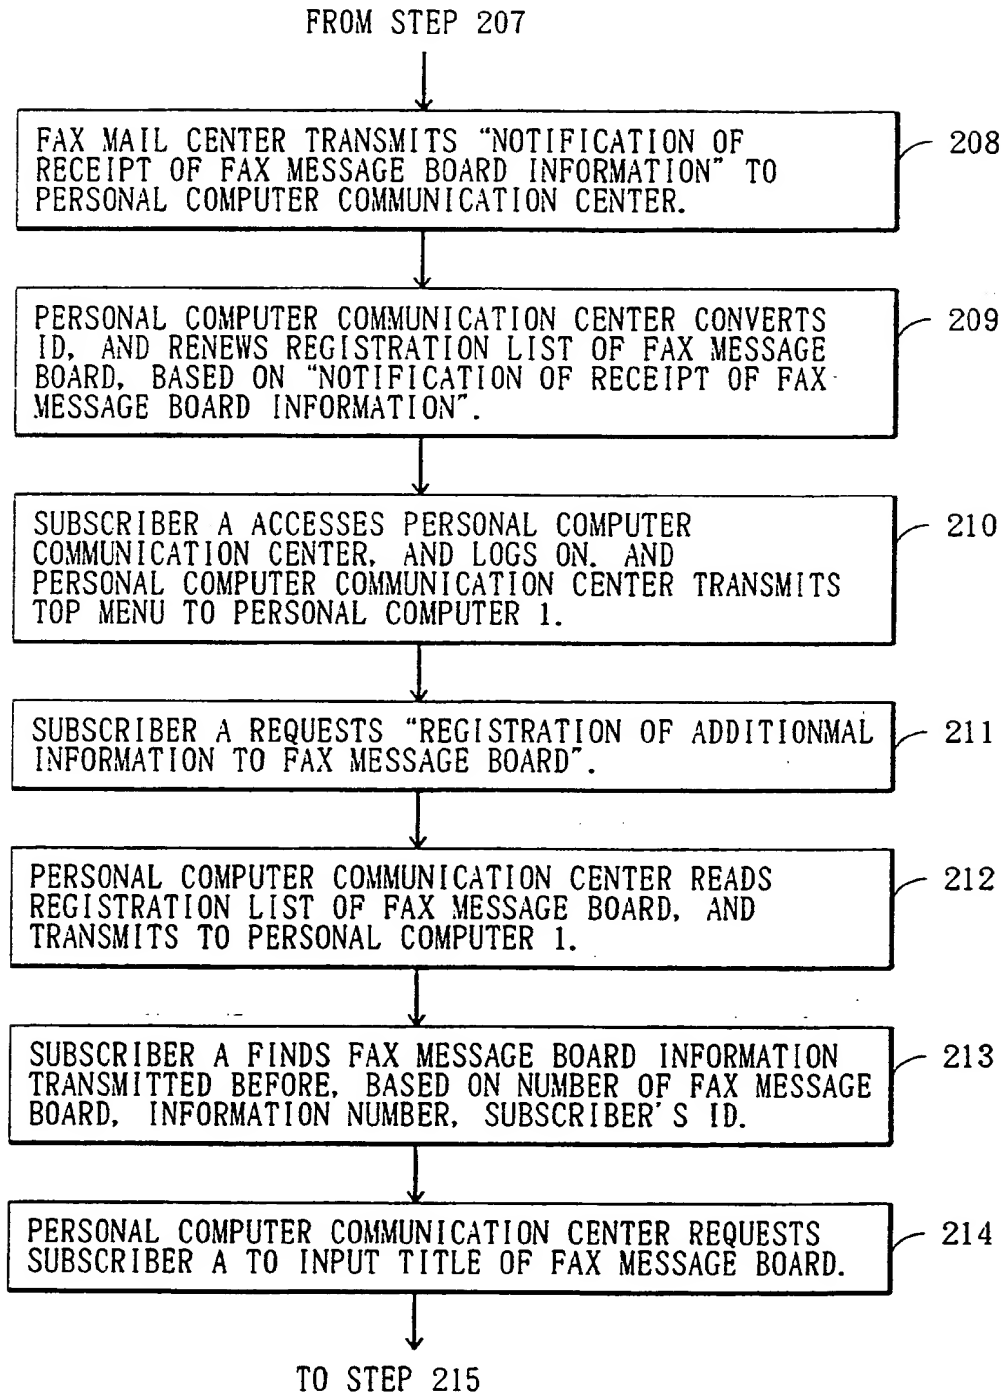 FROM STEP 207
FAX MAIL CENTER TRANSMITS “NOTIFICATION OF
RECEIPT OF FAX MESSAGE BOARD INFORMATION” TO
PERSONAL COMPUTER COMMUNICATION CENTER.
208
PERSONAL COMPUTER COMMUNICATION CENTER CONVERTS
ID, AND RENEWS REGISTRATION LIST OF FAX MESSAGE
BOARD, BASED ON “NOTIFICATION OF RECEIPT OF FAX
MESSAGE BOARD INFORMATION”.
209
SUBSCRIBER A ACCESSES PERSONAL COMPUTER
COMMUNICATION CENTER, AND LOGS ON. AND
PERSONAL COMPUTER COMMUNICATION CENTER TRANSMITS
TOP MENU TO PERSONAL COMPUTER 1.
210
SUBSCRIBER A REQUESTS “REGISTRATION OF ADDITIONMAL
INFORMATION TO FAX MESSAGE BOARD”.
211
PERSONAL COMPUTER COMMUNICATION CENTER READS
REGISTRATION LIST OF FAX MESSAGE BOARD, AND
TRANSMITS TO PERSONAL COMPUTER 1.
212
SUBSCRIBER A FINDS FAX MESSAGE BOARD INFORMATION
TRANSMITTED BEFORE, BASED ON NUMBER OF FAX MESSAGE
BOARD, INFORMATION NUMBER, SUBSCRIBER'S ID.
213
PERSONAL COMPUTER COMMUNICATION CENTER REQUESTS
SUBSCRIBER A TO INPUT TITLE OF FAX MESSAGE BOARD.
214
TO STEP 215